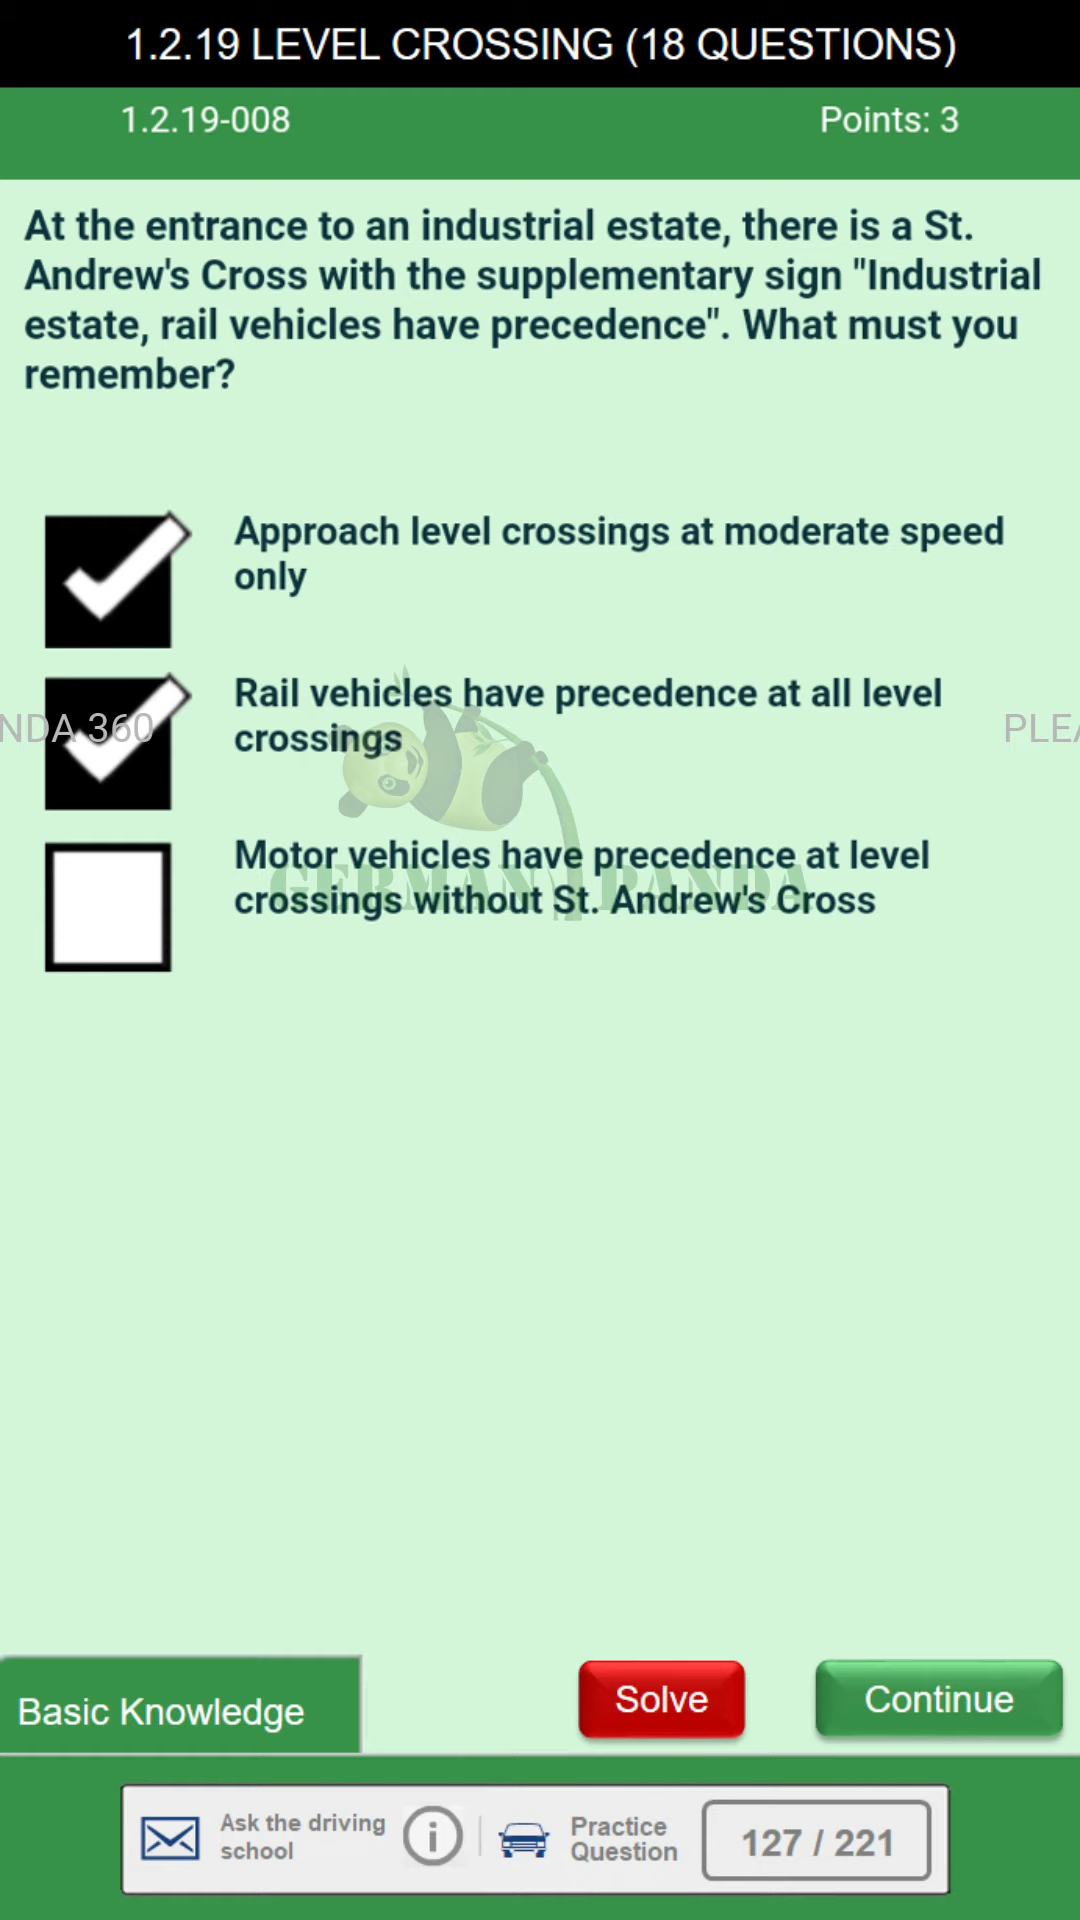 1.2.19 LEVEL CROSSING (18 QUESTIONS)
1.2.19-008
Points: 3
At the entrance to an industrial estate, there is a St.
Andrew's Cross with the supplementary sign "Industrial
estate, rail vehicles have precedence". What must you
remember?
Approach level crossings at moderate speed
only
Rail vehicles have precedence at all level
crossings
NDA 360
PLEA
Motor vehicles have precedence at level
crossings without St. Andrew's Cross
GERMAN PANDA
Basic Knowledge
Solve
Continue
Ask the driving
school
Practice
Question
127 / 221